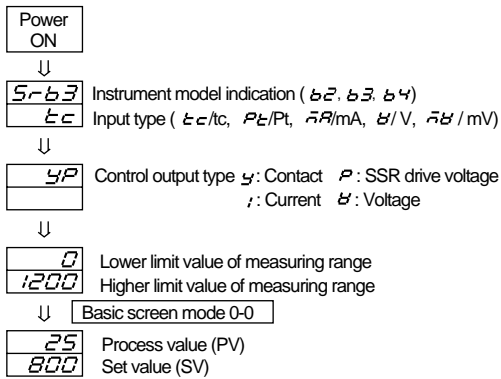 Power
ON
⇓
Srb3 Instrument model indication ( b2, b3, b4)
tc Input type ( tc/tc, Pt/Pt, mA/mA, V/ V, mV / mV)
⇓
yP Control output type y : Contact P : SSR drive voltage
i : Current V : Voltage
⇓
0 Lower limit value of measuring range
1200 Higher limit value of measuring range
⇓ Basic screen mode 0-0
25 Process value (PV)
800 Set value (SV)